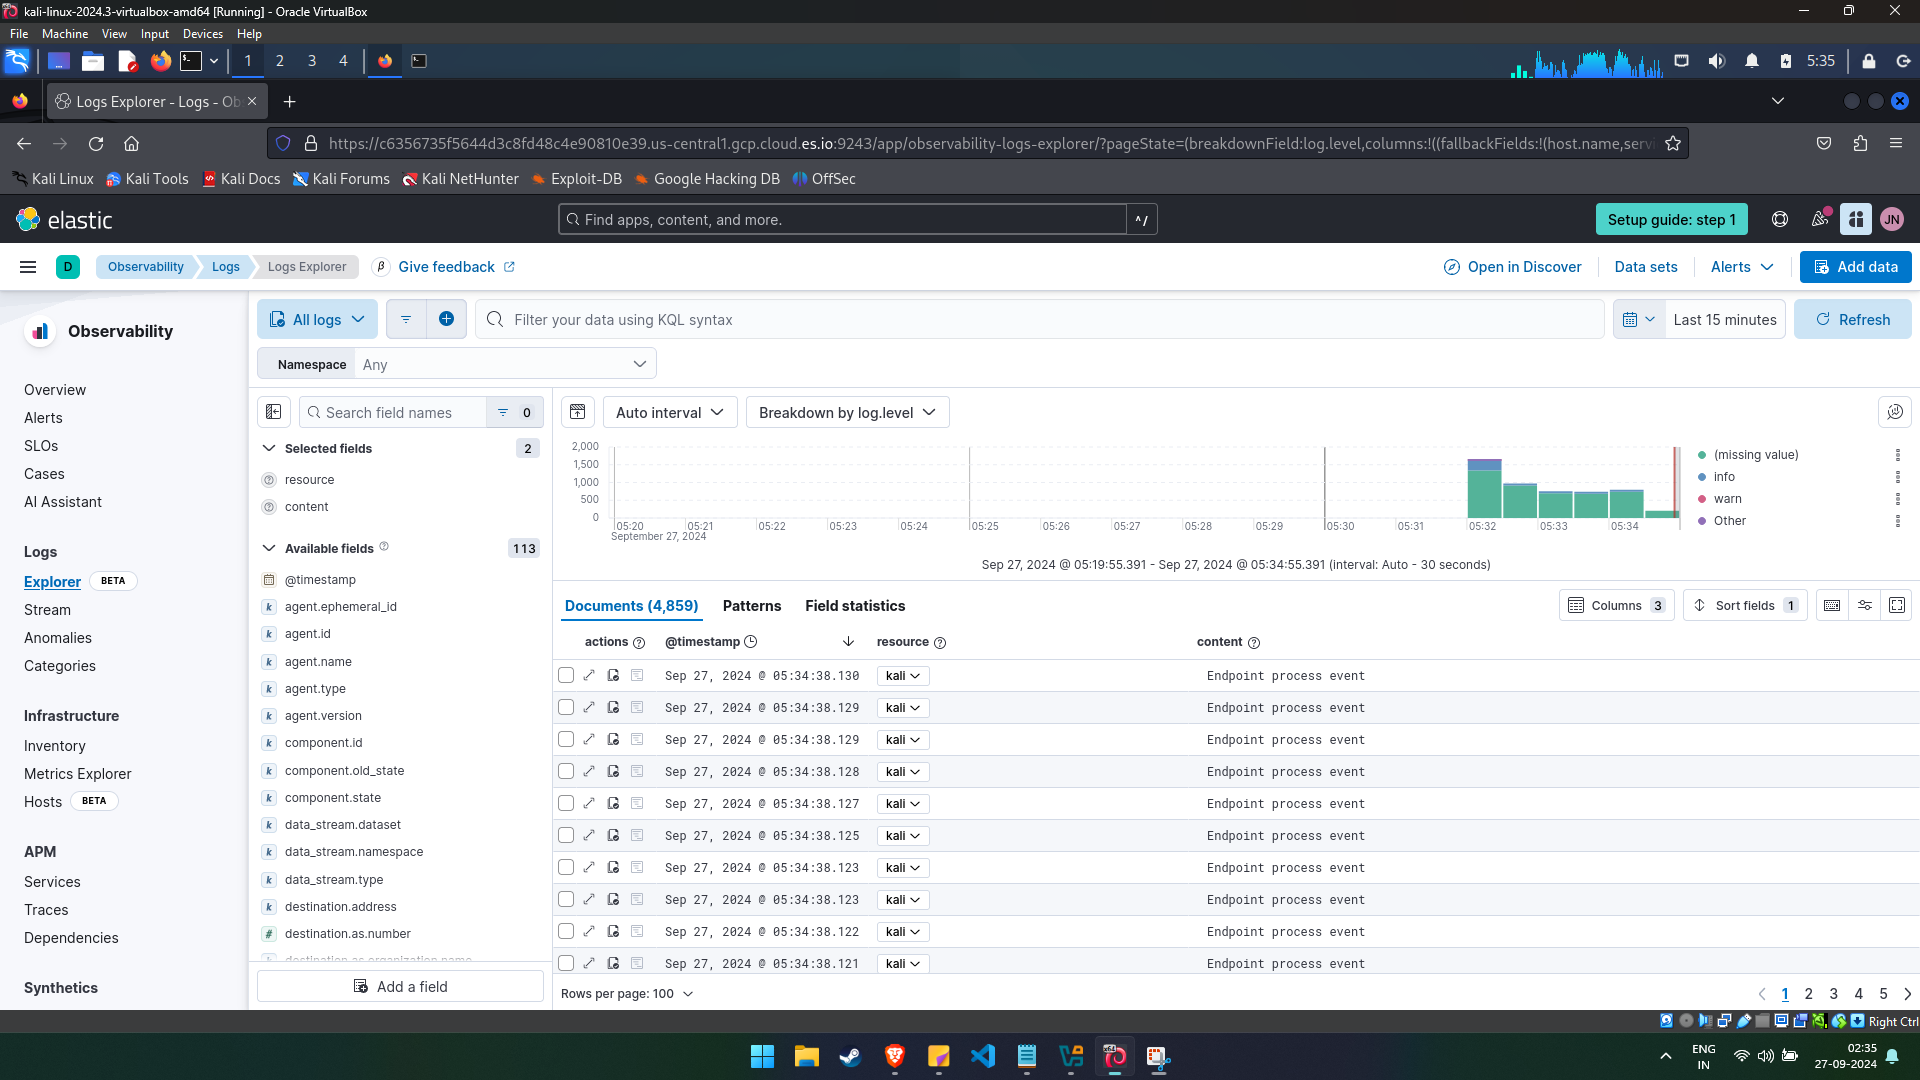 kali-linux-2024.3-virtualbox-amd64 [Running] - Oracle VirtualBox
File Machine View Input Devices Help
1 2 3 4
5:35
Logs Explorer - Logs - Ob
https://c6356735f5644d3c8fd48c4e90810e39.us-central1.gcp.cloud.es.io:9243/app/observability-logs-explorer/?pageState=(breakdownField:log.level,columns:!((fallbackFields:!(host.name,servi
Kali Linux Kali Tools Kali Docs Kali Forums Kali NetHunter Exploit-DB Google Hacking DB OffSec
elastic
Find apps, content, and more.
^/
Setup guide: step 1
JN
D
Observability Logs Logs Explorer
β Give feedback
Open in Discover Data sets Alerts Add data
Observability
All logs
Filter your data using KQL syntax
Last 15 minutes
Refresh
Namespace Any
Overview
Alerts
SLOs
Cases
AI Assistant
Logs
Explorer BETA
Stream
Anomalies
Categories
Infrastructure
Inventory
Metrics Explorer
Hosts BETA
APM
Services
Traces
Dependencies
Synthetics
Search field names 0
Selected fields 2
resource
content
Available fields 113
@timestamp
k agent.ephemeral_id
k agent.id
k agent.name
k agent.type
k agent.version
k component.id
k component.old_state
k component.state
k data_stream.dataset
k data_stream.namespace
k data_stream.type
k destination.address
# destination.as.number
k destination.as.organization.name
Add a field
Auto interval Breakdown by log.level
2,000
1,500
1,000
500
0
05:20 05:21 05:22 05:23 05:24 05:25 05:26 05:27 05:28 05:29 05:30 05:31 05:32 05:33 05:34
September 27, 2024
(missing value)
info
warn
Other
Sep 27, 2024 @ 05:19:55.391 - Sep 27, 2024 @ 05:34:55.391 (interval: Auto - 30 seconds)
Documents (4,859) Patterns Field statistics
Columns 3 Sort fields 1
actions @timestamp resource content
Sep 27, 2024 @ 05:34:38.130 kali Endpoint process event
Sep 27, 2024 @ 05:34:38.129 kali Endpoint process event
Sep 27, 2024 @ 05:34:38.129 kali Endpoint process event
Sep 27, 2024 @ 05:34:38.128 kali Endpoint process event
Sep 27, 2024 @ 05:34:38.127 kali Endpoint process event
Sep 27, 2024 @ 05:34:38.125 kali Endpoint process event
Sep 27, 2024 @ 05:34:38.123 kali Endpoint process event
Sep 27, 2024 @ 05:34:38.123 kali Endpoint process event
Sep 27, 2024 @ 05:34:38.122 kali Endpoint process event
Sep 27, 2024 @ 05:34:38.121 kali Endpoint process event
Rows per page: 100
1 2 3 4 5
Right Ctrl
ENG
IN
02:35
27-09-2024